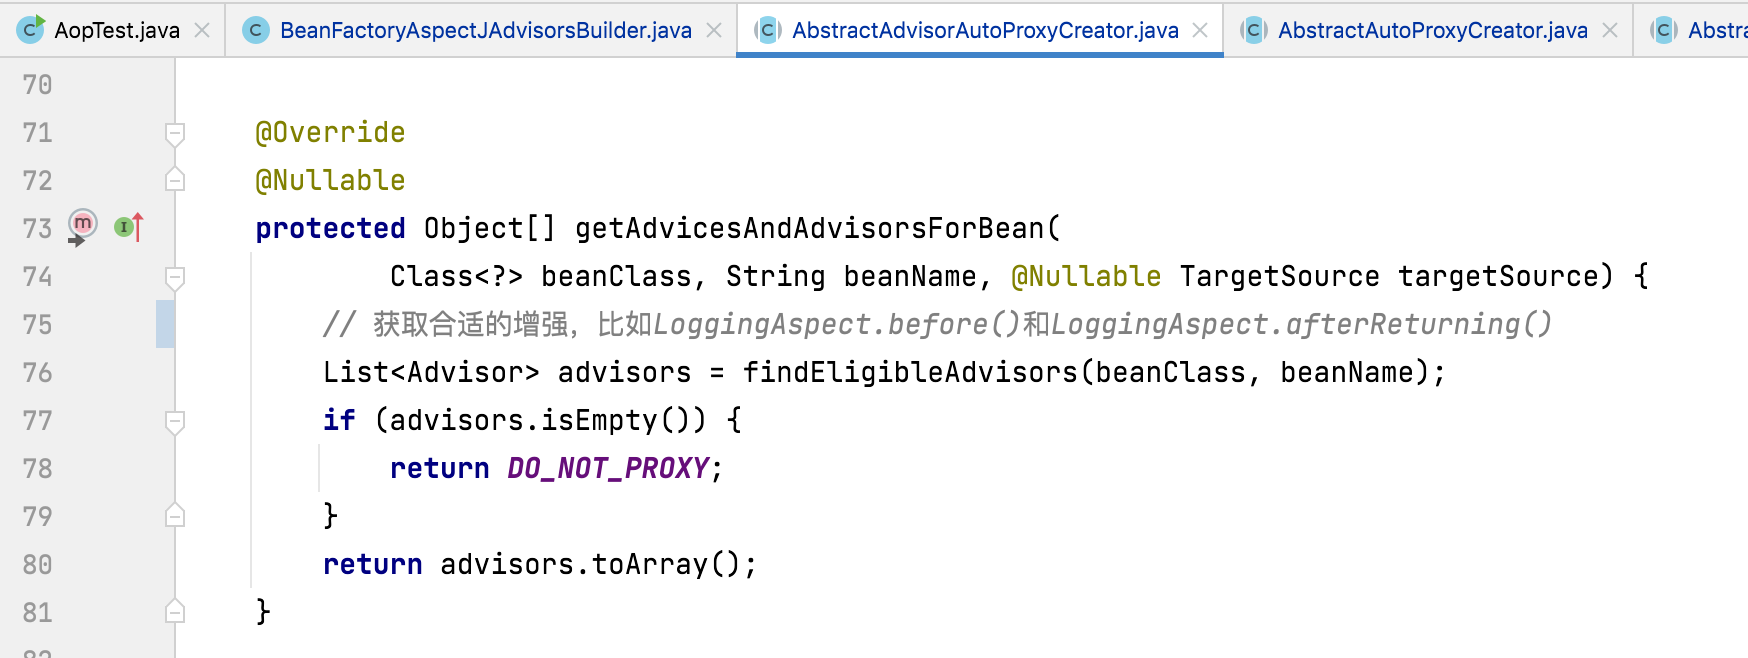 AopTest.java BeanFactoryAspectJAdvisorsBuilder.java AbstractAdvisorAutoProxyCreator.java AbstractAutoProxyCreator.java Abstra
70
71 @Override
72 @Nullable
73 protected Object[] getAdvicesAndAdvisorsForBean(
74 Class<?> beanClass, String beanName, @Nullable TargetSource targetSource) {
75 // 获取合适的增强，比如LoggingAspect.before()和LoggingAspect.afterReturning()
76 List<Advisor> advisors = findEligibleAdvisors(beanClass, beanName);
77 if (advisors.isEmpty()) {
78 return DO_NOT_PROXY;
79 }
80 return advisors.toArray();
81 }